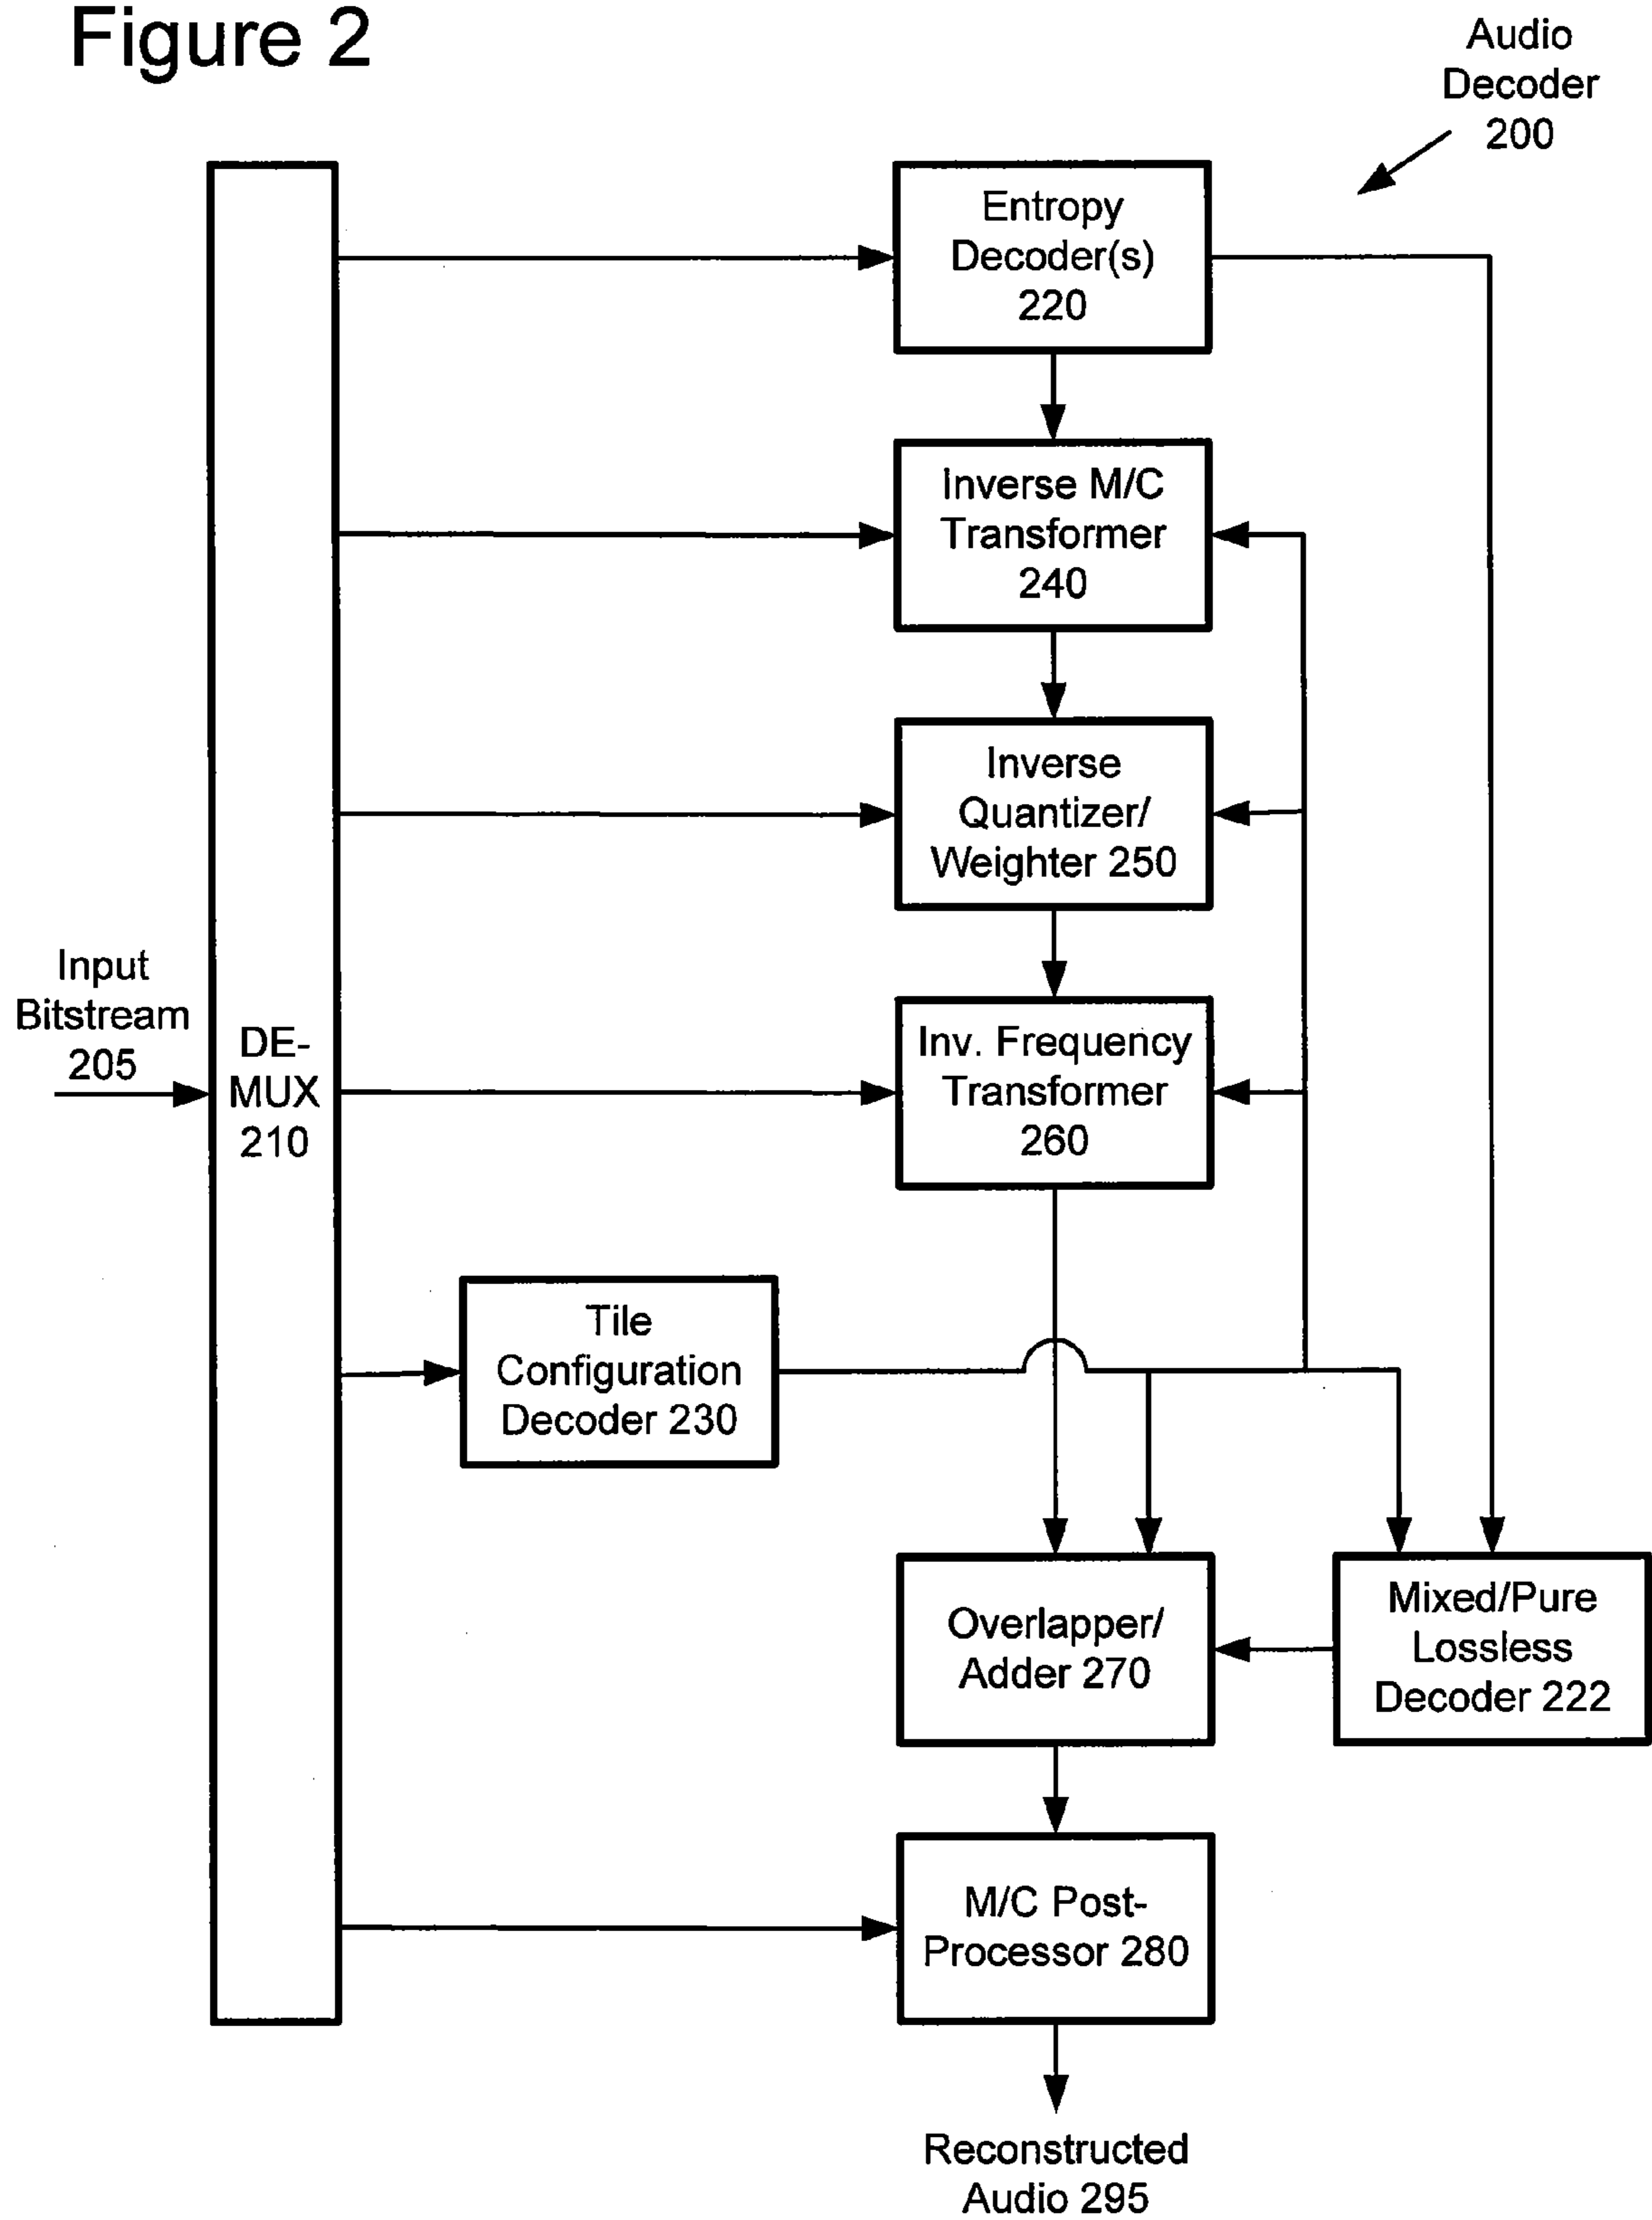 Figure 2
Audio
Decoder
200
Entropy
Decoder(s)
220
Inverse M/C
Transformer
240
Inverse
Quantizer/
Weighter 250
Input
Bitstream
205
DE-
MUX
210
Inv. Frequency
Transformer
260
Tile
Configuration
Decoder 230
Overlapper/
Adder 270
Mixed/Pure
Lossless
Decoder 222
M/C Post-
Processor 280
Reconstructed
Audio 295